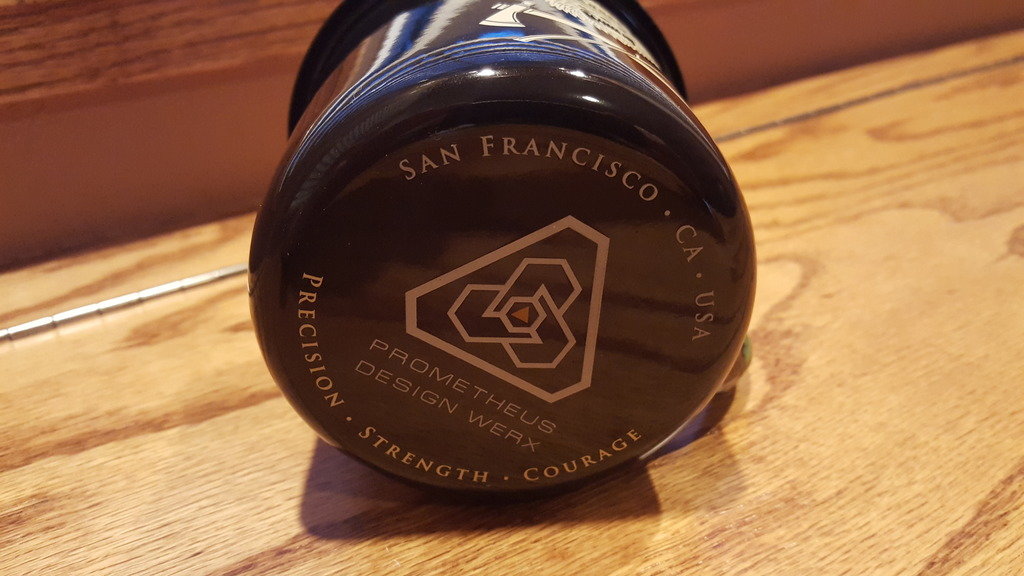 SAN FRANCISCO · CA · USA
PROMETHEUS
DESIGN WERX
PRECISION · STRENGTH · COURAGE